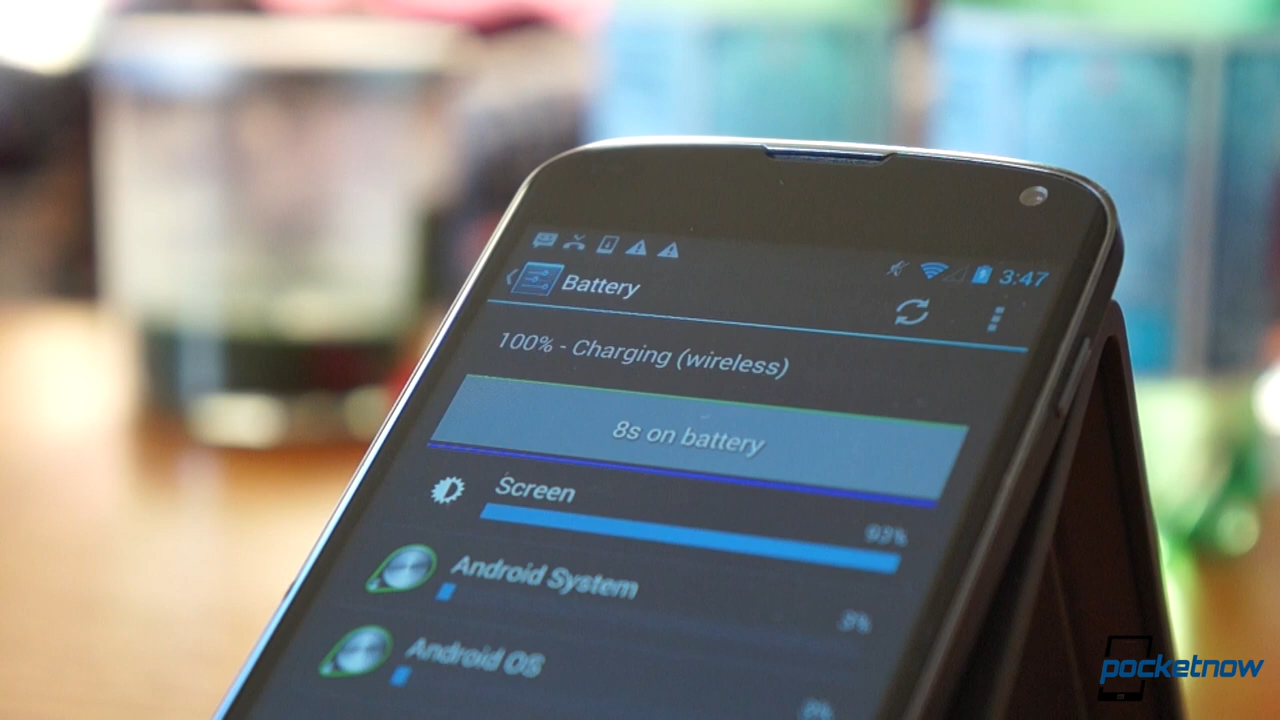 3:47
Battery
100% - Charging (wireless)
8s on battery
Screen
93%
Android System
3%
Android OS
pocketnow